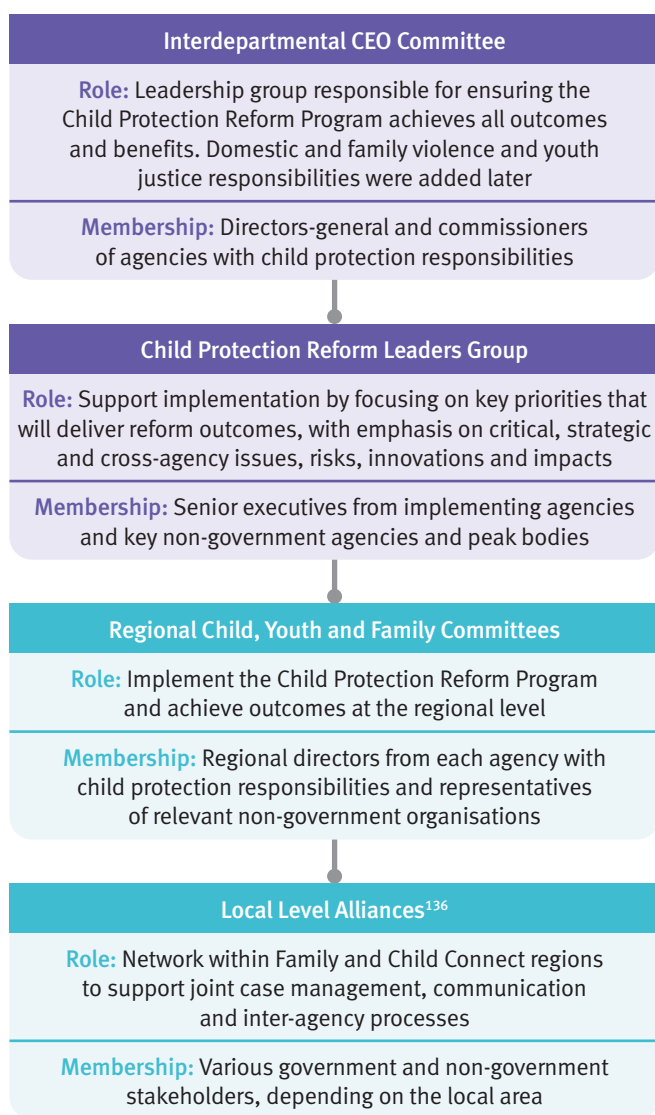 Interdepartmental CEO Committee
Role: Leadership group responsible for ensuring the
Child Protection Reform Program achieves all outcomes
and benefits. Domestic and family violence and youth
justice responsibilities were added later
Membership: Directors-general and commissioners
of agencies with child protection responsibilities
Child Protection Reform Leaders Group
Role: Support implementation by focusing on key priorities that
will deliver reform outcomes, with emphasis on critical, strategic
and cross-agency issues, risks, innovations and impacts
Membership: Senior executives from implementing agencies
and key non-government agencies and peak bodies
Regional Child, Youth and Family Committees
Role: Implement the Child Protection Reform Program
and achieve outcomes at the regional level
Membership: Regional directors from each agency with
child protection responsibilities and representatives
of relevant non-government organisations
Local Level Alliances¹³⁶
Role: Network within Family and Child Connect regions
to support joint case management, communication
and inter-agency processes
Membership: Various government and non-government
stakeholders, depending on the local area